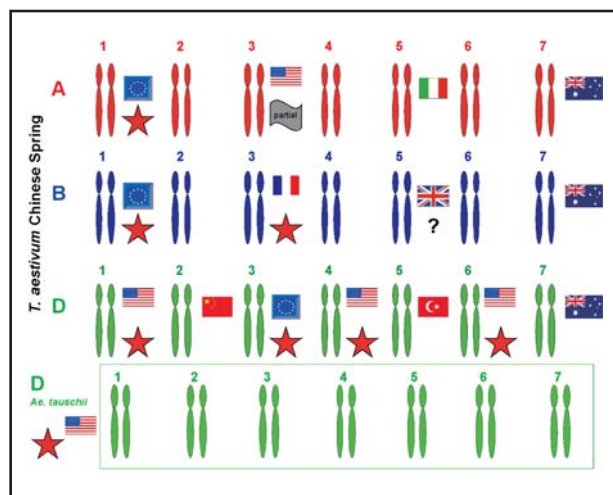 1 2 3 4 5 6 7
A
partial
T. aestivum Chinese Spring
1 2 3 4 5 6 7
B
?
1 2 3 4 5 6 7
D
D
Ae. tauschii
1 2 3 4 5 6 7